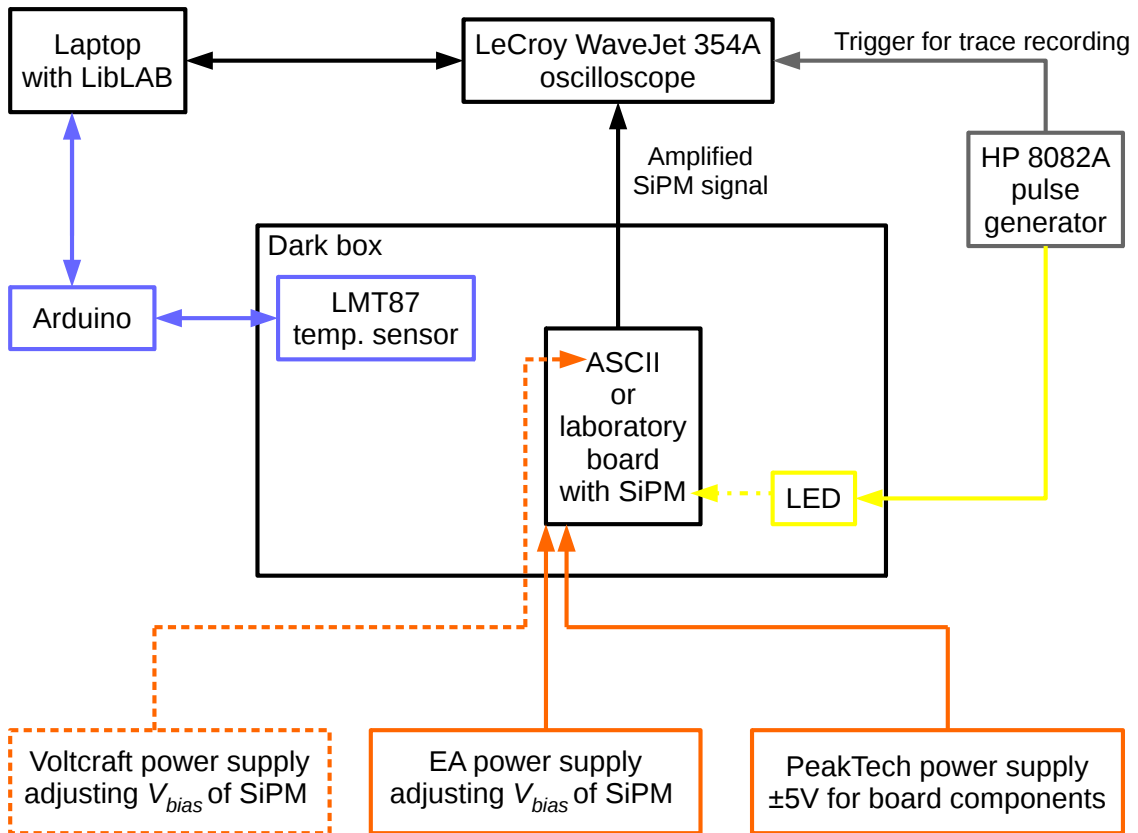 Laptop
with LibLAB
LeCroy WaveJet 354A
oscilloscope
Trigger for trace recording
HP 8082A
pulse
generator
Amplified
SiPM signal
Dark box
Arduino
LMT87
temp. sensor
ASCII
or
laboratory
board
with SiPM
LED
Voltcraft power supply
adjusting V_bias of SiPM
EA power supply
adjusting V_bias of SiPM
PeakTech power supply
±5V for board components